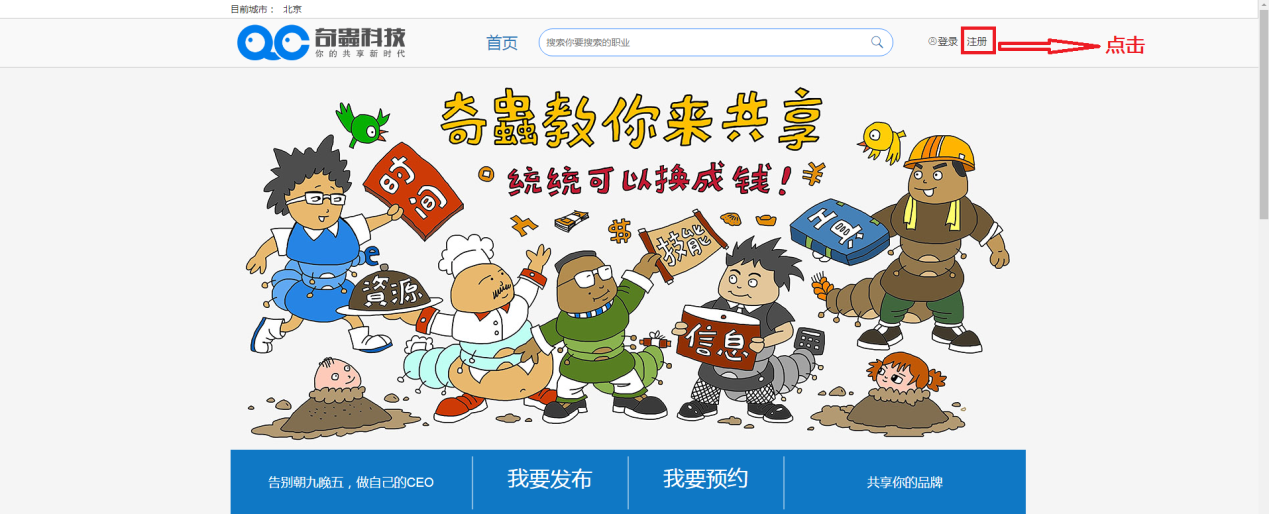 目前城市： 北京
QC 奇蟲科技
你的共享新时代
首页
搜索你要搜索的职业
登录
注册
点击
奇蟲教你来共享
统统可以换成钱！
时间
技能
工具
資源
信息
告别朝九晚五，做自己的CEO
我要发布
我要预约
共享你的品牌